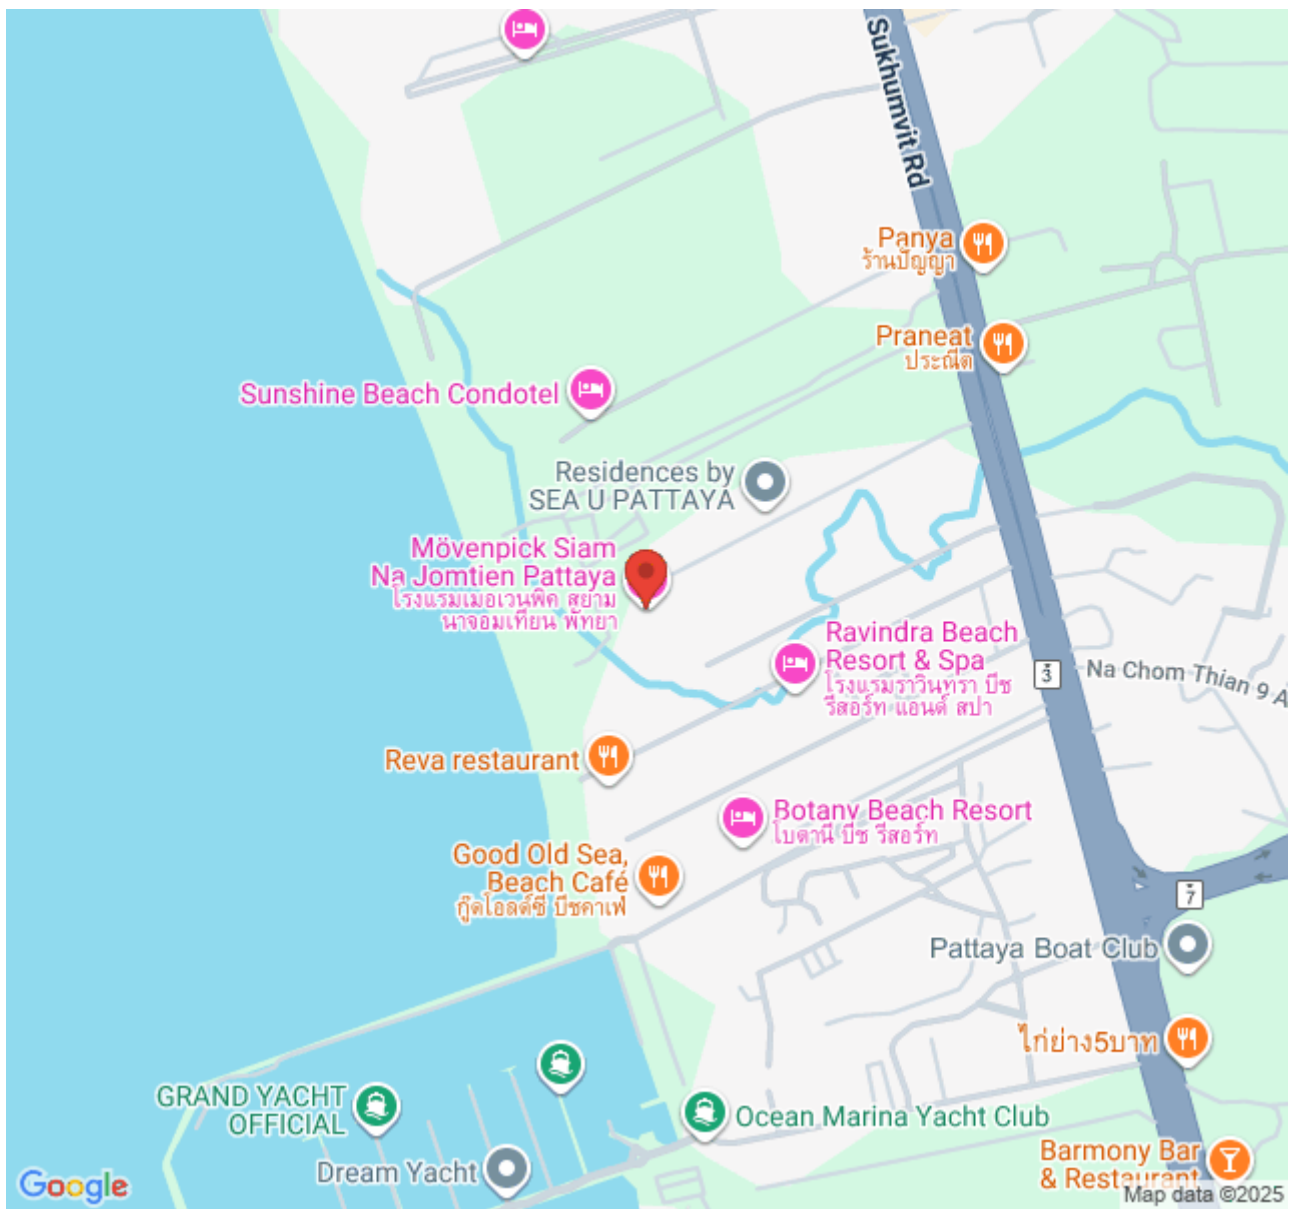 Sukhumvit Rd
Panya
ร้านปัญญา
Praneat
ประณีต
Sunshine Beach Condotel
Residences by
SEA U PATTAYA
Mövenpick Siam
Na Jomtien Pattaya
โรงแรมเมอเวนพิค สยาม
นาจอมเทียน พัทยา
Ravindra Beach
Resort & Spa
โรงแรมราวินทรา บีช
รีสอร์ท แอนด์ สปา
3
Na Chom Thian 9 A
Reva restaurant
Botany Beach Resort
โบตานี บีช รีสอร์ท
Good Old Sea,
Beach Café
กู๊ดโอลด์ซี บีชคาเฟ่
7
Pattaya Boat Club
ไก่ย่าง5บาท
GRAND YACHT
OFFICIAL
Ocean Marina Yacht Club
Dream Yacht
Barmony Bar
& Restaurant
Google
Map data ©2025